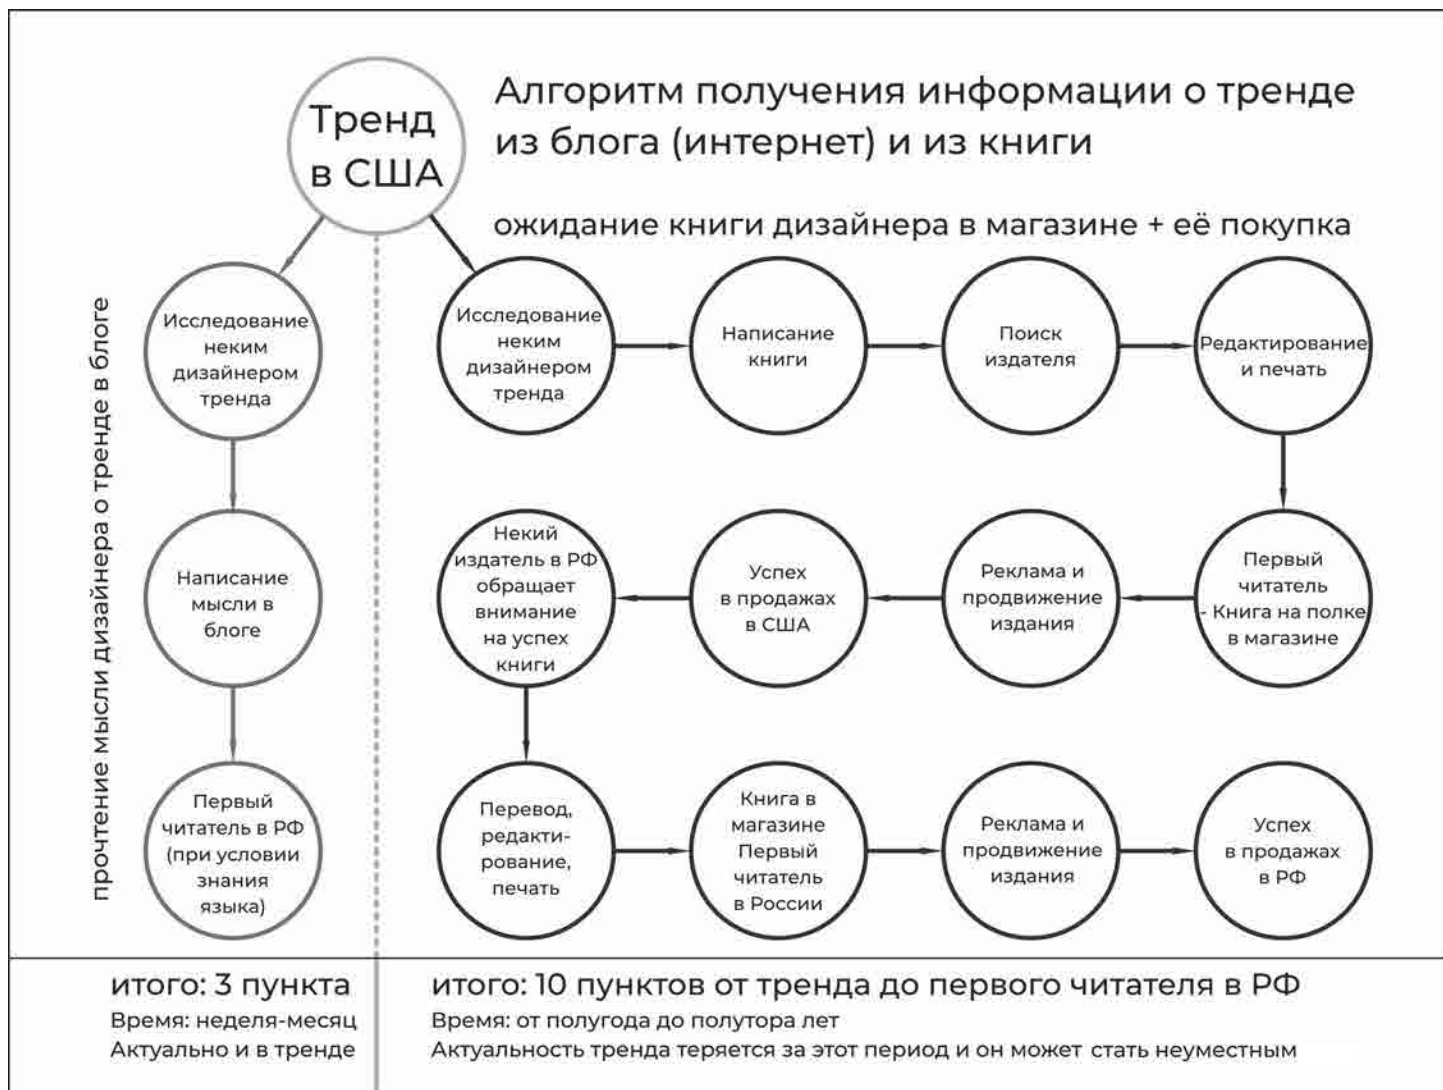 Тренд
в США
Алгоритм получения информации о тренде
из блога (интернет) и из книги
ожидание книги дизайнера в магазине + её покупка
прочтение мысли дизайнера о тренде в блоге
Исследование
неким
дизайнером
тренда
Написание
мысли в
блоге
Первый
читатель в РФ
(при условии
знания
языка)
Исследование
неким
дизайнером
тренда
Написание
книги
Поиск
издателя
Редактирование
и печать
Первый
читатель
- Книга на полке
в магазине
Реклама и
продвижение
издания
Успех
в продажах
в США
Некий
издатель в РФ
обращает
внимание
на успех
книги
Перевод,
редакти-
рование,
печать
Книга в
магазине
Первый
читатель
в России
Реклама и
продвижение
издания
Успех
в продажах
в РФ
итого: 3 пункта
Время: неделя-месяц
Актуально и в тренде
итого: 10 пунктов от тренда до первого читателя в РФ
Время: от полугода до полутора лет
Актуальность тренда теряется за этот период и он может стать неуместным